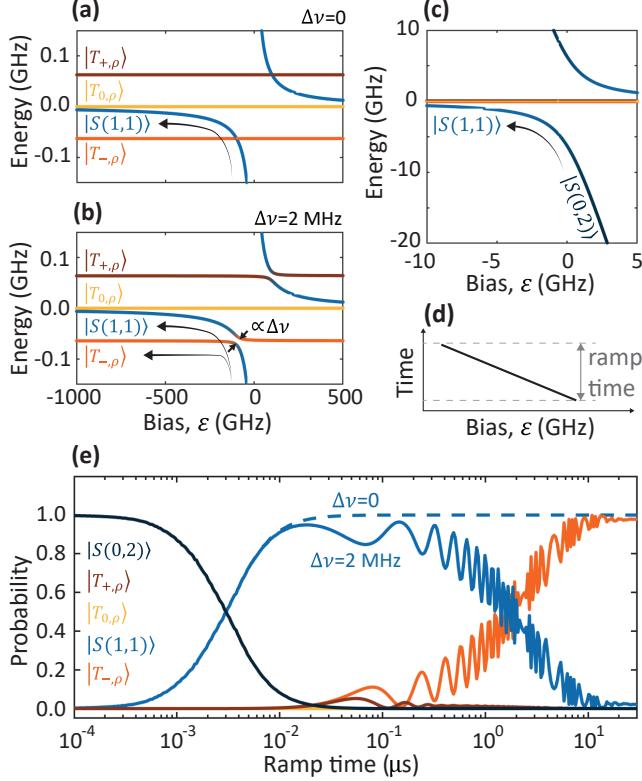 (a)
Δν=0
Energy (GHz)
0.1
0.0
-0.1
|T+,ρ⟩
|T0,ρ⟩
|S(1,1)⟩
|T−,ρ⟩
(b)
Δν=2 MHz
Energy (GHz)
0.1
0.0
-0.1
|T+,ρ⟩
|T0,ρ⟩
|S(1,1)⟩
|T−,ρ⟩
∝Δν
-1000 -500 0 500
Bias, ε (GHz)
(c)
Energy (GHz)
10
0
-10
-20
|S(1,1)⟩
|S(0,2)⟩
-10 -5 0 5
Bias, ε (GHz)
(d)
Time
ramp
time
Bias, ε (GHz)
(e)
Probability
1.0
0.8
0.6
0.4
0.2
0.0
Δν=0
Δν=2 MHz
|S(0,2)⟩
|T+,ρ⟩
|T0,ρ⟩
|S(1,1)⟩
|T−,ρ⟩
10⁻⁴ 10⁻³ 10⁻² 10⁻¹ 10⁰ 10¹
Ramp time (μs)